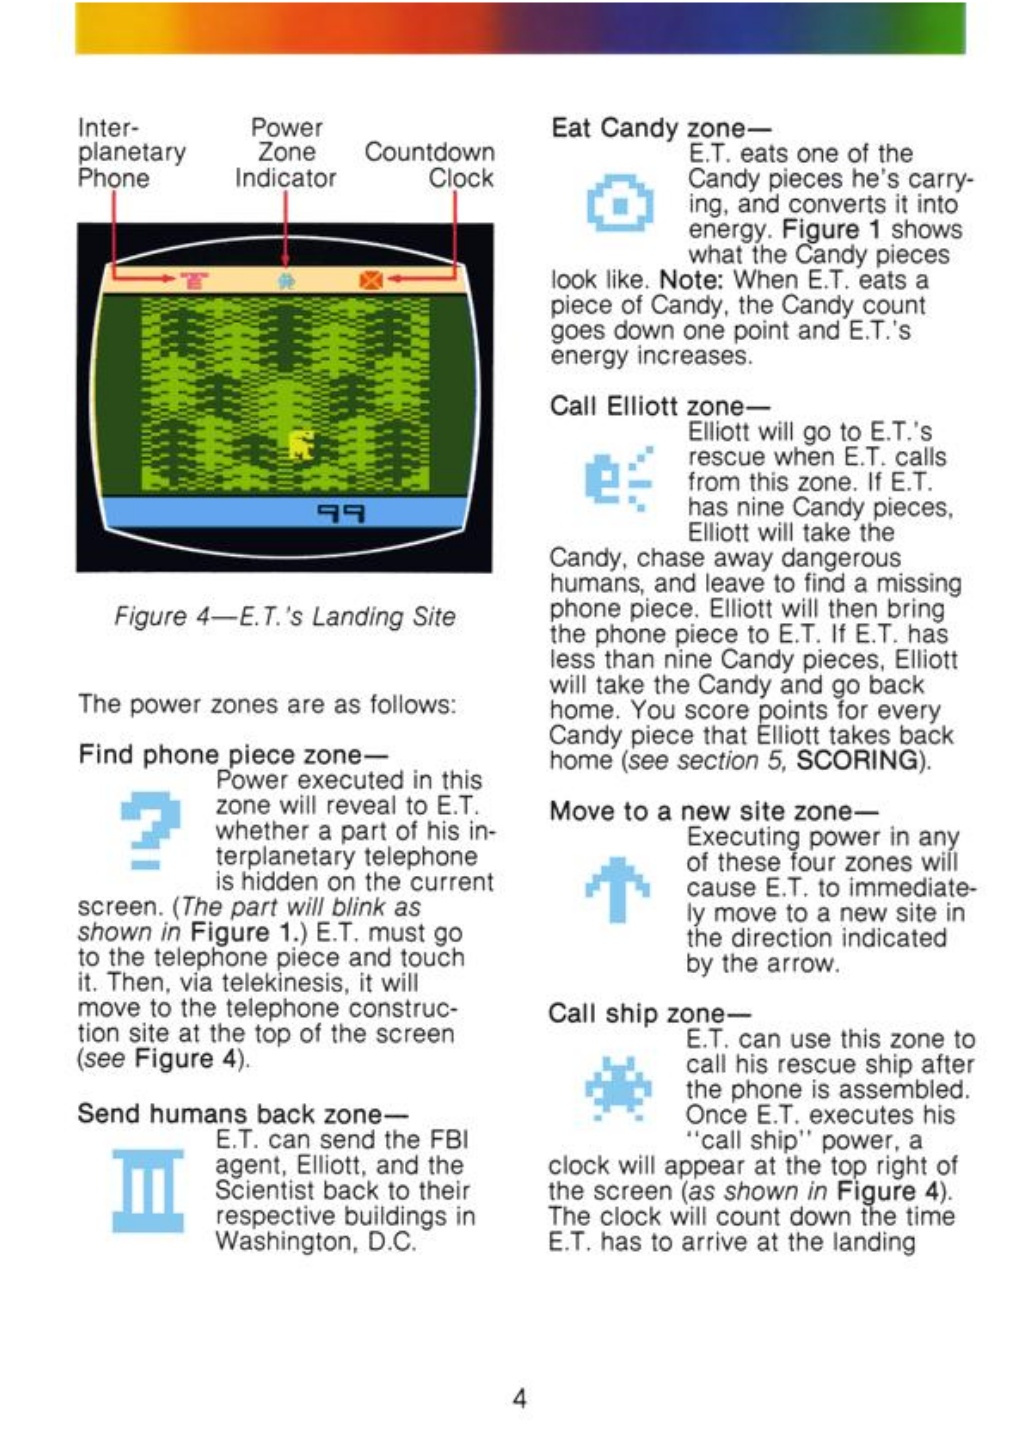 Inter-
planetary
Phone
Power
Zone
Indicator
Countdown
Clock
99
Figure 4—E.T.'s Landing Site
The power zones are as follows:
Find phone piece zone—
Power executed in this
zone will reveal to E.T.
whether a part of his in-
terplanetary telephone
is hidden on the current
screen. (The part will blink as
shown in Figure 1.) E.T. must go
to the telephone piece and touch
it. Then, via telekinesis, it will
move to the telephone construc-
tion site at the top of the screen
(see Figure 4).
Send humans back zone—
E.T. can send the FBI
agent, Elliott, and the
Scientist back to their
respective buildings in
Washington, D.C.
Eat Candy zone—
E.T. eats one of the
Candy pieces he's carry-
ing, and converts it into
energy. Figure 1 shows
what the Candy pieces
look like. Note: When E.T. eats a
piece of Candy, the Candy count
goes down one point and E.T.'s
energy increases.
Call Elliott zone—
Elliott will go to E.T.'s
rescue when E.T. calls
from this zone. If E.T.
has nine Candy pieces,
Elliott will take the
Candy, chase away dangerous
humans, and leave to find a missing
phone piece. Elliott will then bring
the phone piece to E.T. If E.T. has
less than nine Candy pieces, Elliott
will take the Candy and go back
home. You score points for every
Candy piece that Elliott takes back
home (see section 5, SCORING).
Move to a new site zone—
Executing power in any
of these four zones will
cause E.T. to immediate-
ly move to a new site in
the direction indicated
by the arrow.
Call ship zone—
E.T. can use this zone to
call his rescue ship after
the phone is assembled.
Once E.T. executes his
"call ship" power, a
clock will appear at the top right of
the screen (as shown in Figure 4).
The clock will count down the time
E.T. has to arrive at the landing
4